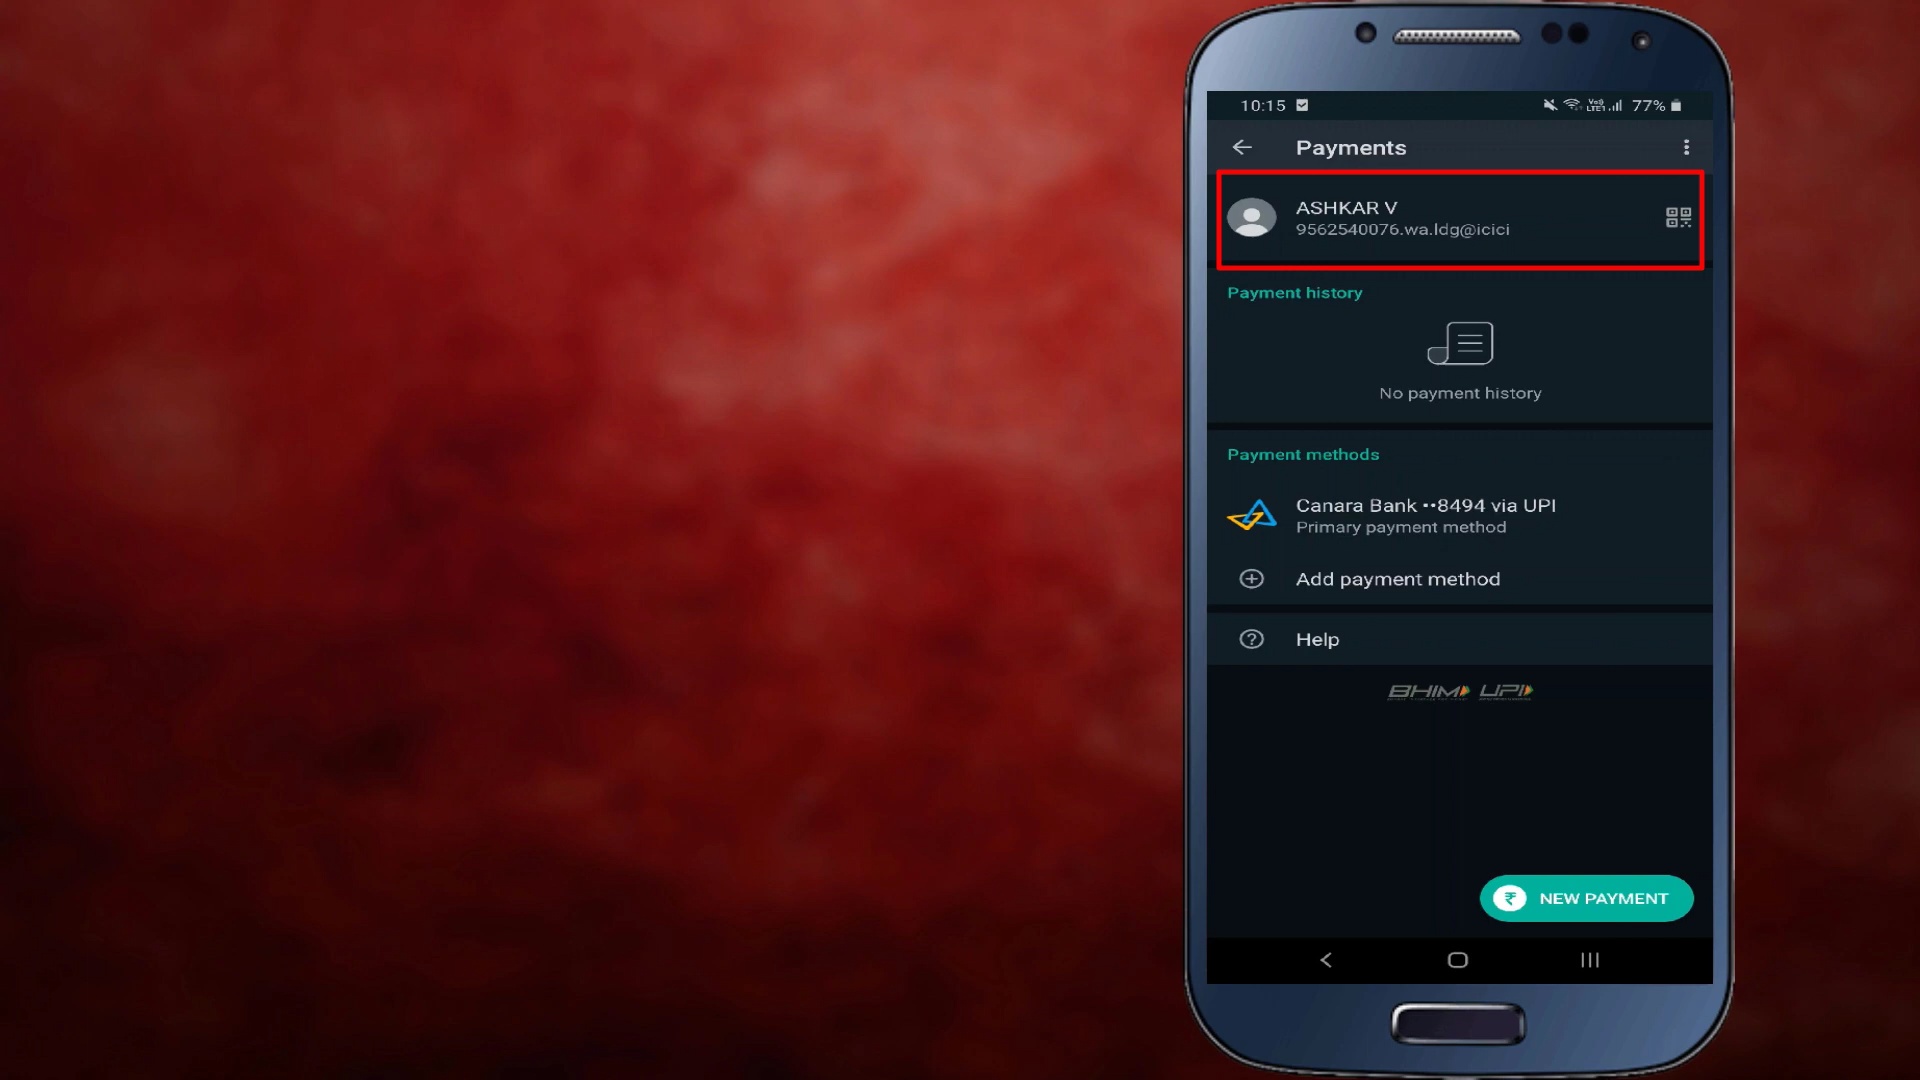 10:15
77%
Payments
ASHKAR V
9562540076.wa.ldg@icici
Payment history
No payment history
Payment methods
Canara Bank ··8494 via UPI
Primary payment method
Add payment method
Help
BHIM UPI
NEW PAYMENT